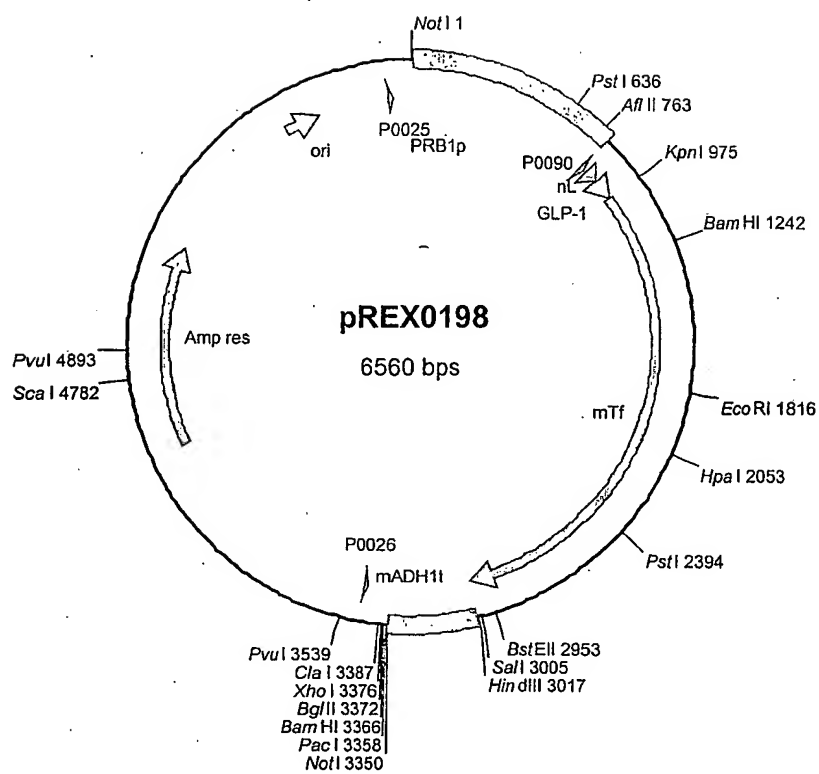 NotI 1
PstI 636
AflII 763
P0025
PRB1p
ori
KpnI 975
P0090
nL
GLP-1
BamHI 1242
pREX0198
6560 bps
Amp res
PvuI 4893
ScaI 4782
EcoRI 1816
mTf
HpaI 2053
P0026
PstI 2394
mADH1t
BstEII 2953
PvuI 3539
SalI 3005
ClaI 3387
HindIII 3017
XhoI 3376
BglII 3372
BamHI 3366
PacI 3358
NotI 3350